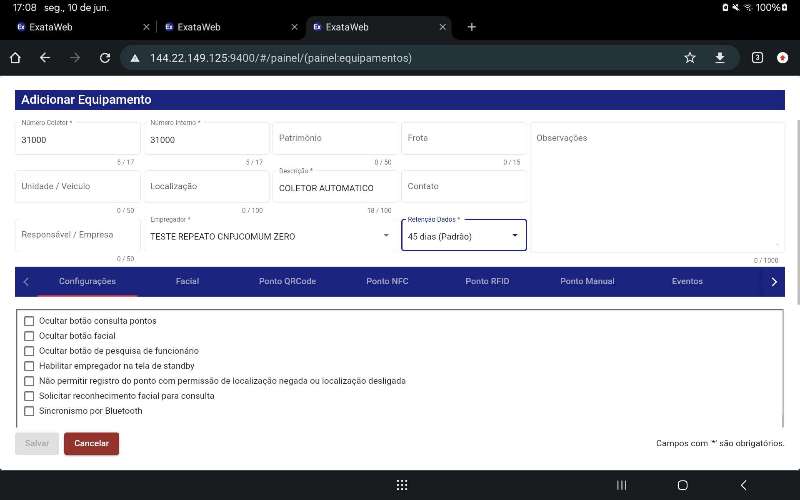 17:08 seg., 10 de jun.
100%
Ex ExataWeb
Ex ExataWeb
Ex ExataWeb
144.22.149.125:9400/#/painel/(painel:equipamentos)
3
Adicionar Equipamento
Número Coletor *
31000
5 / 17
Número Interno *
31000
5 / 17
Patrimônio
0 / 50
Frota
0 / 15
Observações
0 / 1000
Unidade / Veículo
0 / 50
Localização
0 / 100
Descrição *
COLETOR AUTOMATICO
18 / 100
Contato
Responsável / Empresa
0 / 50
Empregador *
TESTE REPEATO CNPJCOMUM ZERO
Retenção Dados *
45 dias (Padrão)
Configurações
Facial
Ponto QRCode
Ponto NFC
Ponto RFID
Ponto Manual
Eventos
Ocultar botão consulta pontos
Ocultar botão facial
Ocultar botão de pesquisa de funcionário
Habilitar empregador na tela de standby
Não permitir registro do ponto com permissão de localização negada ou localização desligada
Solicitar reconhecimento facial para consulta
Sincronismo por Bluetooth
Salvar
Cancelar
Campos com '*' são obrigatórios.